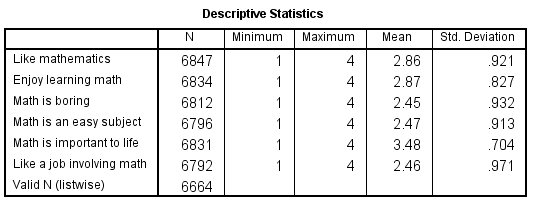 Descriptive Statistics
N Minimum Maximum Mean Std. Deviation
Like mathematics 6847 1 4 2.86 .921
Enjoy learning math 6834 1 4 2.87 .827
Math is boring 6812 1 4 2.45 .932
Math is an easy subject 6796 1 4 2.47 .913
Math is important to life 6831 1 4 3.48 .704
Like a job involving math 6792 1 4 2.46 .971
Valid N (listwise) 6664